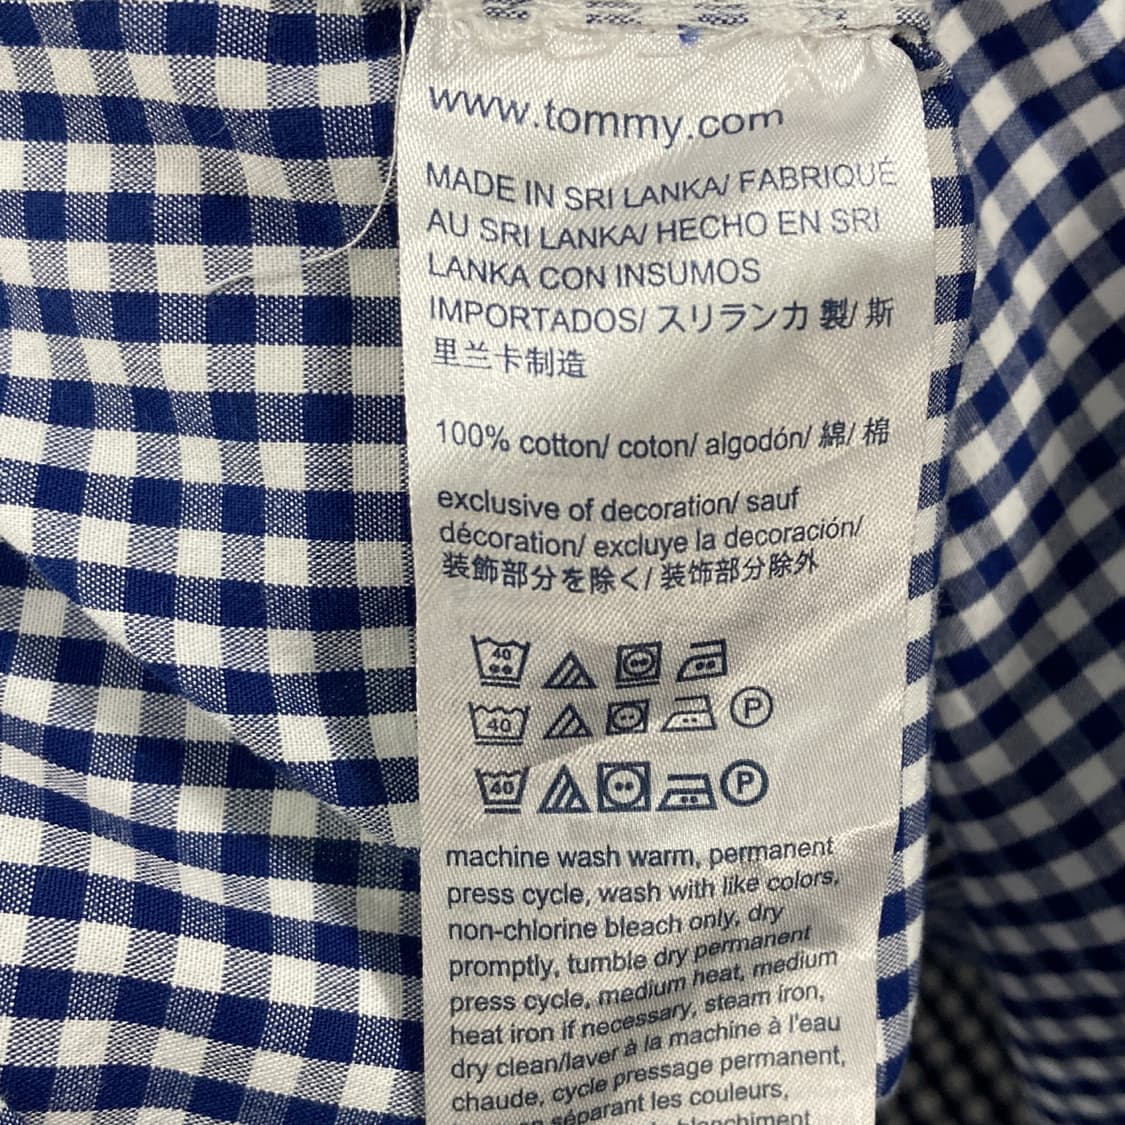 www.tommy.com
MADE IN SRI LANKA/ FABRIQUÉ
AU SRI LANKA/ HECHO EN SRI
LANKA CON INSUMOS
IMPORTADOS/ スリランカ 製/ 斯
里兰卡制造
100% cotton/ coton/ algodón/ 綿/ 棉
exclusive of decoration/ sauf
décoration/ excluye la decoración/
装飾部分を除く/ 装饰部分除外
40
40 P
40 P
machine wash warm, permanent
press cycle, wash with like colors,
non-chlorine bleach only, dry
promptly, tumble dry permanent
press cycle, medium heat, medium
heat iron if necessary, steam iron,
dry clean/laver à la machine à l'eau
chaude, cycle pressage permanent,
en séparant les couleurs,